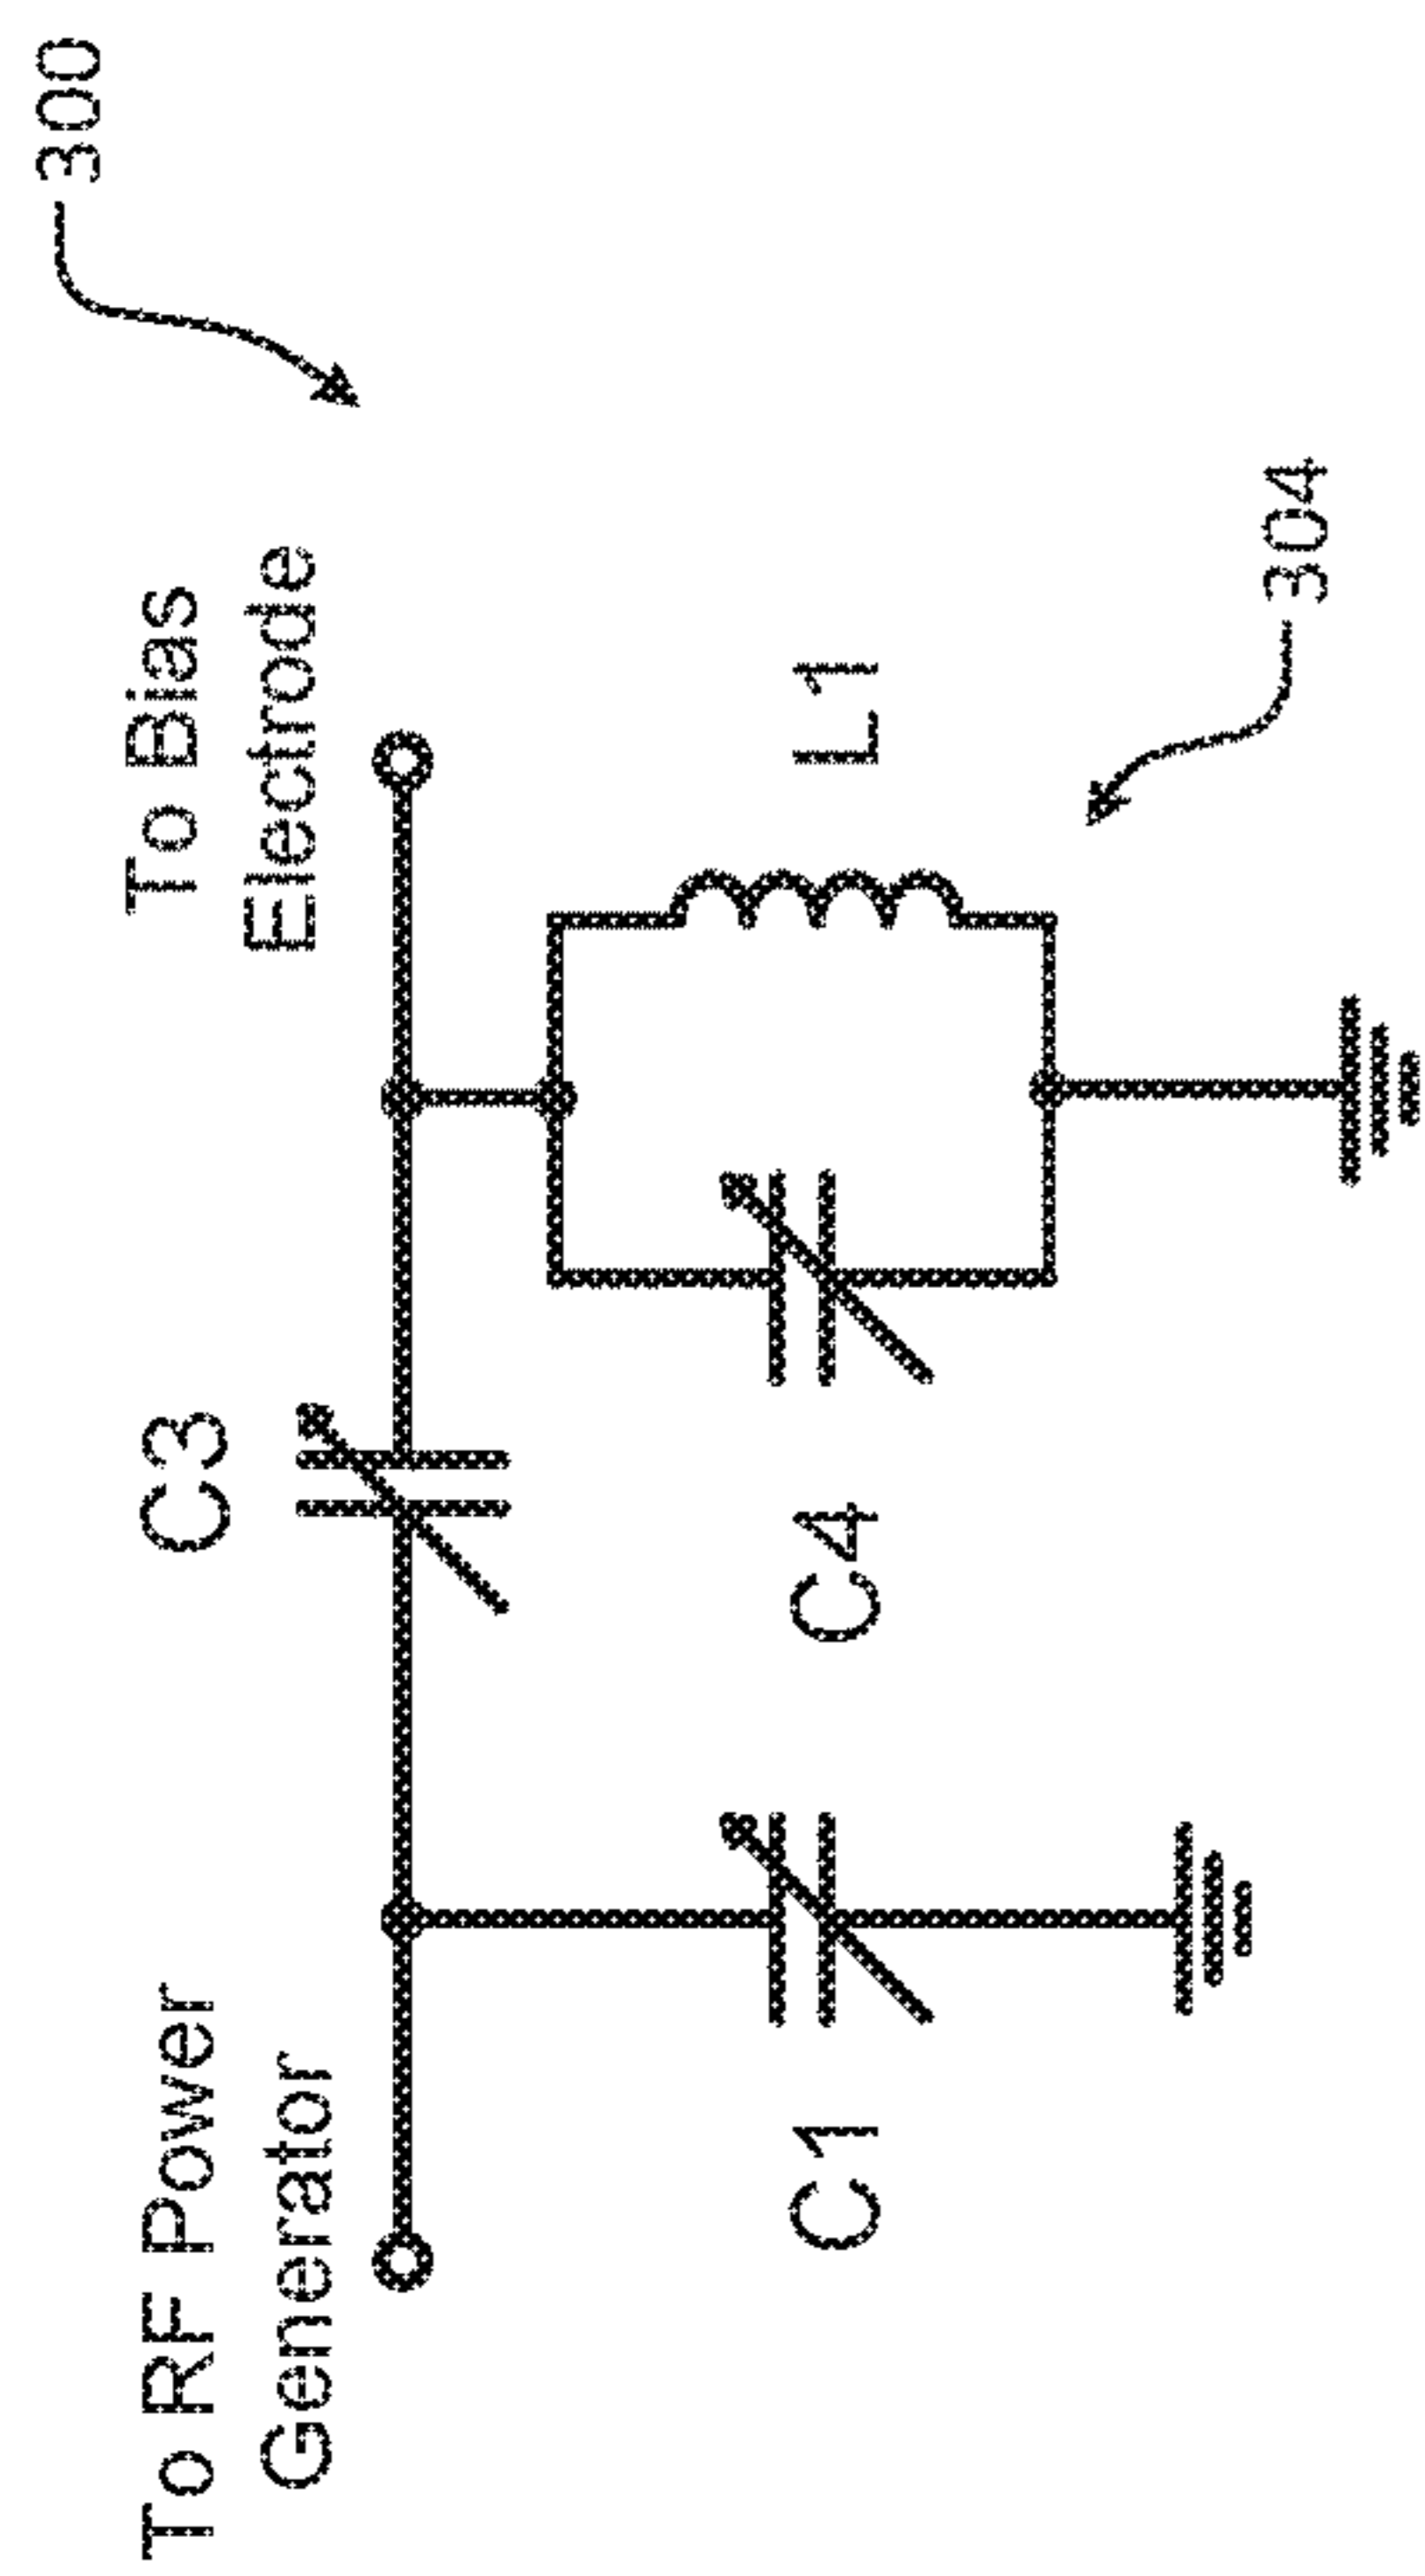 300
To RF Power
Generator
C3
To Bias
Electrode
C1
C4
L1
304